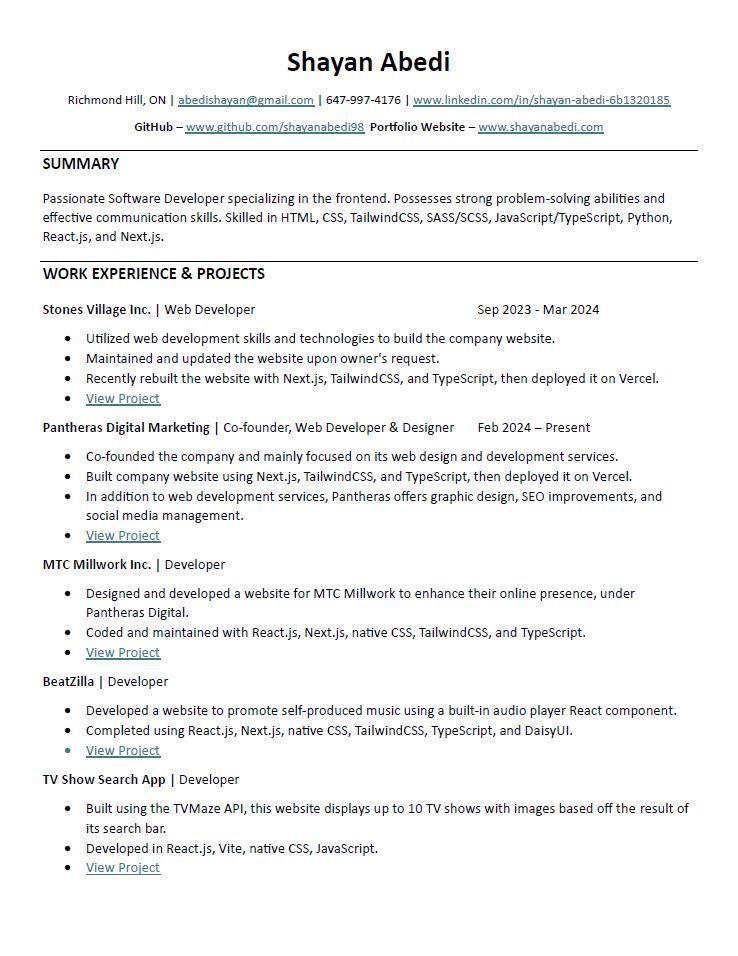 Shayan Abedi
Richmond Hill, ON | abedishayan@gmail.com | 647-997-4176 | www.linkedin.com/in/shayan-abedi-6b1320185
GitHub – www.github.com/shayanabedi98 Portfolio Website – www.shayanabedi.com
SUMMARY
Passionate Software Developer specializing in the frontend. Possesses strong problem-solving abilities and
effective communication skills. Skilled in HTML, CSS, TailwindCSS, SASS/SCSS, JavaScript/TypeScript, Python,
React.js, and Next.js.
WORK EXPERIENCE & PROJECTS
Stones Village Inc. | Web Developer Sep 2023 - Mar 2024
• Utilized web development skills and technologies to build the company website.
• Maintained and updated the website upon owner's request.
• Recently rebuilt the website with Next.js, TailwindCSS, and TypeScript, then deployed it on Vercel.
• View Project
Pantheras Digital Marketing | Co-founder, Web Developer & Designer Feb 2024 – Present
• Co-founded the company and mainly focused on its web design and development services.
• Built company website using Next.js, TailwindCSS, and TypeScript, then deployed it on Vercel.
• In addition to web development services, Pantheras offers graphic design, SEO improvements, and
social media management.
• View Project
MTC Millwork Inc. | Developer
• Designed and developed a website for MTC Millwork to enhance their online presence, under
Pantheras Digital.
• Coded and maintained with React.js, Next.js, native CSS, TailwindCSS, and TypeScript.
• View Project
BeatZilla | Developer
• Developed a website to promote self-produced music using a built-in audio player React component.
• Completed using React.js, Next.js, native CSS, TailwindCSS, TypeScript, and DaisyUI.
• View Project
TV Show Search App | Developer
• Built using the TVMaze API, this website displays up to 10 TV shows with images based off the result of
its search bar.
• Developed in React.js, Vite, native CSS, JavaScript.
• View Project